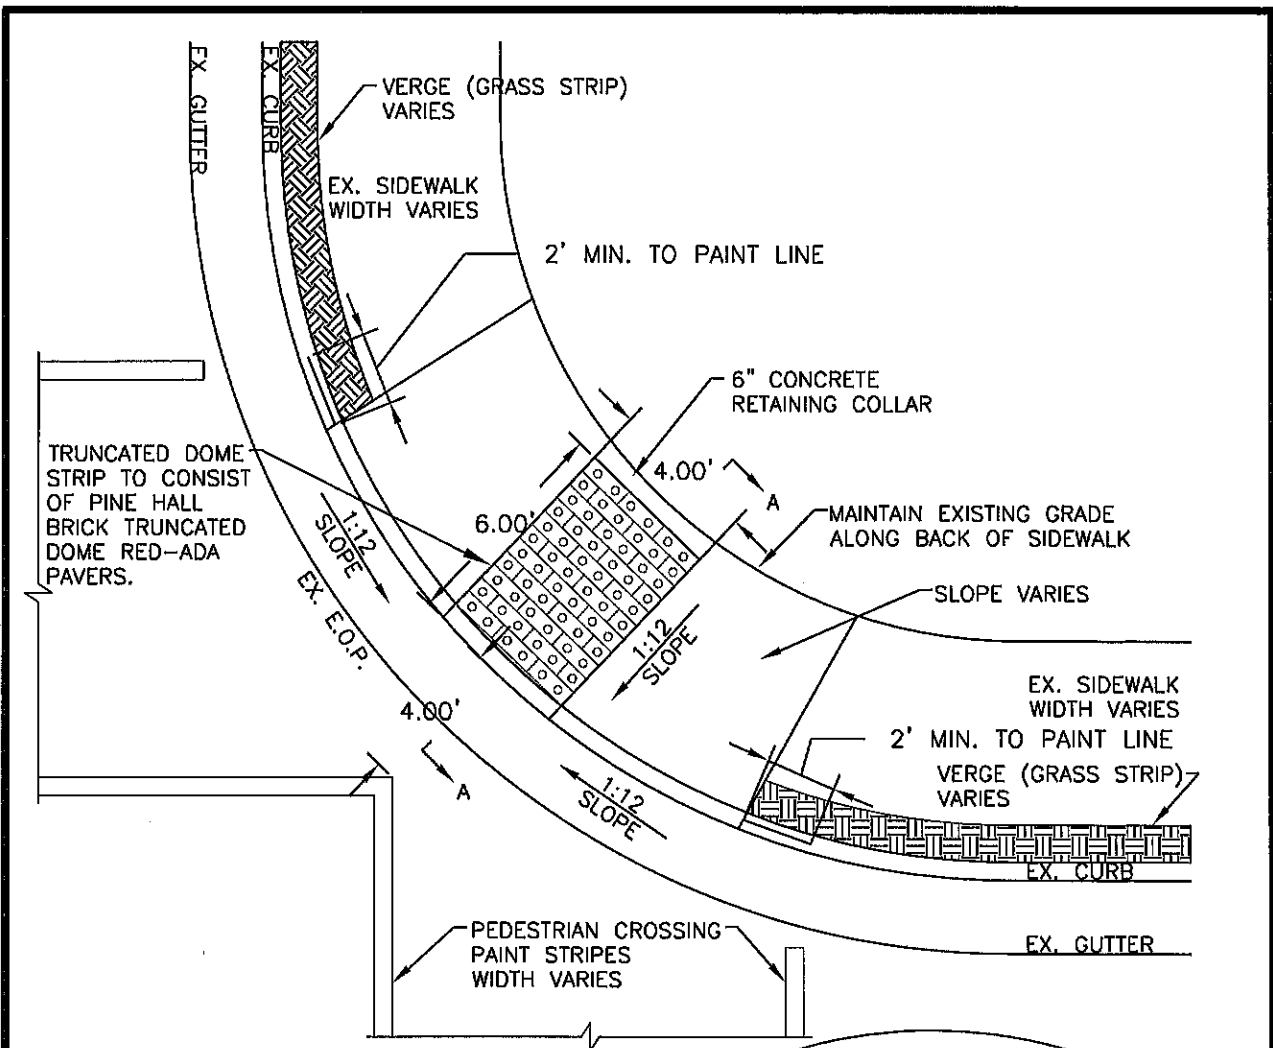 EX. GUTTER
EX. CURB
VERGE (GRASS STRIP)
VARIES
EX. SIDEWALK
WIDTH VARIES
2' MIN. TO PAINT LINE
6" CONCRETE
RETAINING COLLAR
TRUNCATED DOME
STRIP TO CONSIST
OF PINE HALL
BRICK TRUNCATED
DOME RED-ADA
PAVERS.
4.00'
A
6.00'
1:12
SLOPE
MAINTAIN EXISTING GRADE
ALONG BACK OF SIDEWALK
SLOPE VARIES
EX. E.O.P.
1:12
SLOPE
EX. SIDEWALK
WIDTH VARIES
4.00'
2' MIN. TO PAINT LINE
A
1:12
SLOPE
VERGE (GRASS STRIP)
VARIES
EX. CURB
PEDESTRIAN CROSSING
PAINT STRIPES
WIDTH VARIES
EX. GUTTER